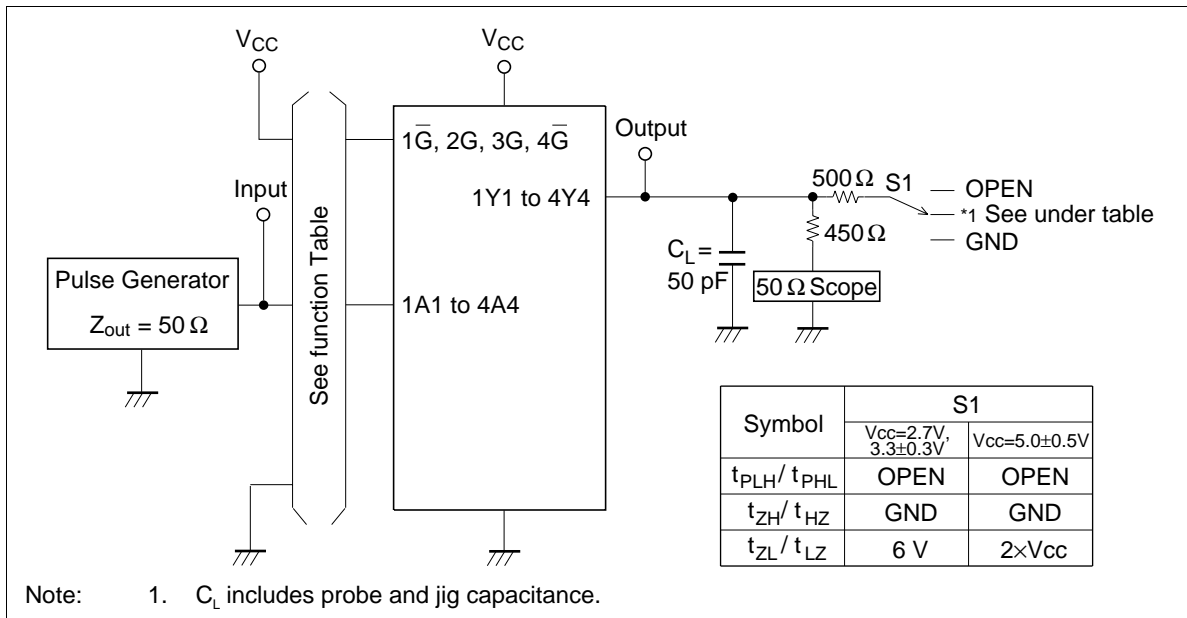 VCC
VCC
1G̅, 2G, 3G, 4G̅
Output
Input
1Y1 to 4Y4
500 Ω
S1
OPEN
*1 See under table
GND
450 Ω
CL =
50 pF
50 Ω Scope
Pulse Generator
Zout = 50 Ω
See function Table
1A1 to 4A4
Symbol
S1
Vcc=2.7V,
3.3±0.3V
Vcc=5.0±0.5V
tPLH/ tPHL OPEN OPEN
tZH/ tHZ GND GND
tZL/ tLZ 6 V 2×Vcc
Note: 1. CL includes probe and jig capacitance.